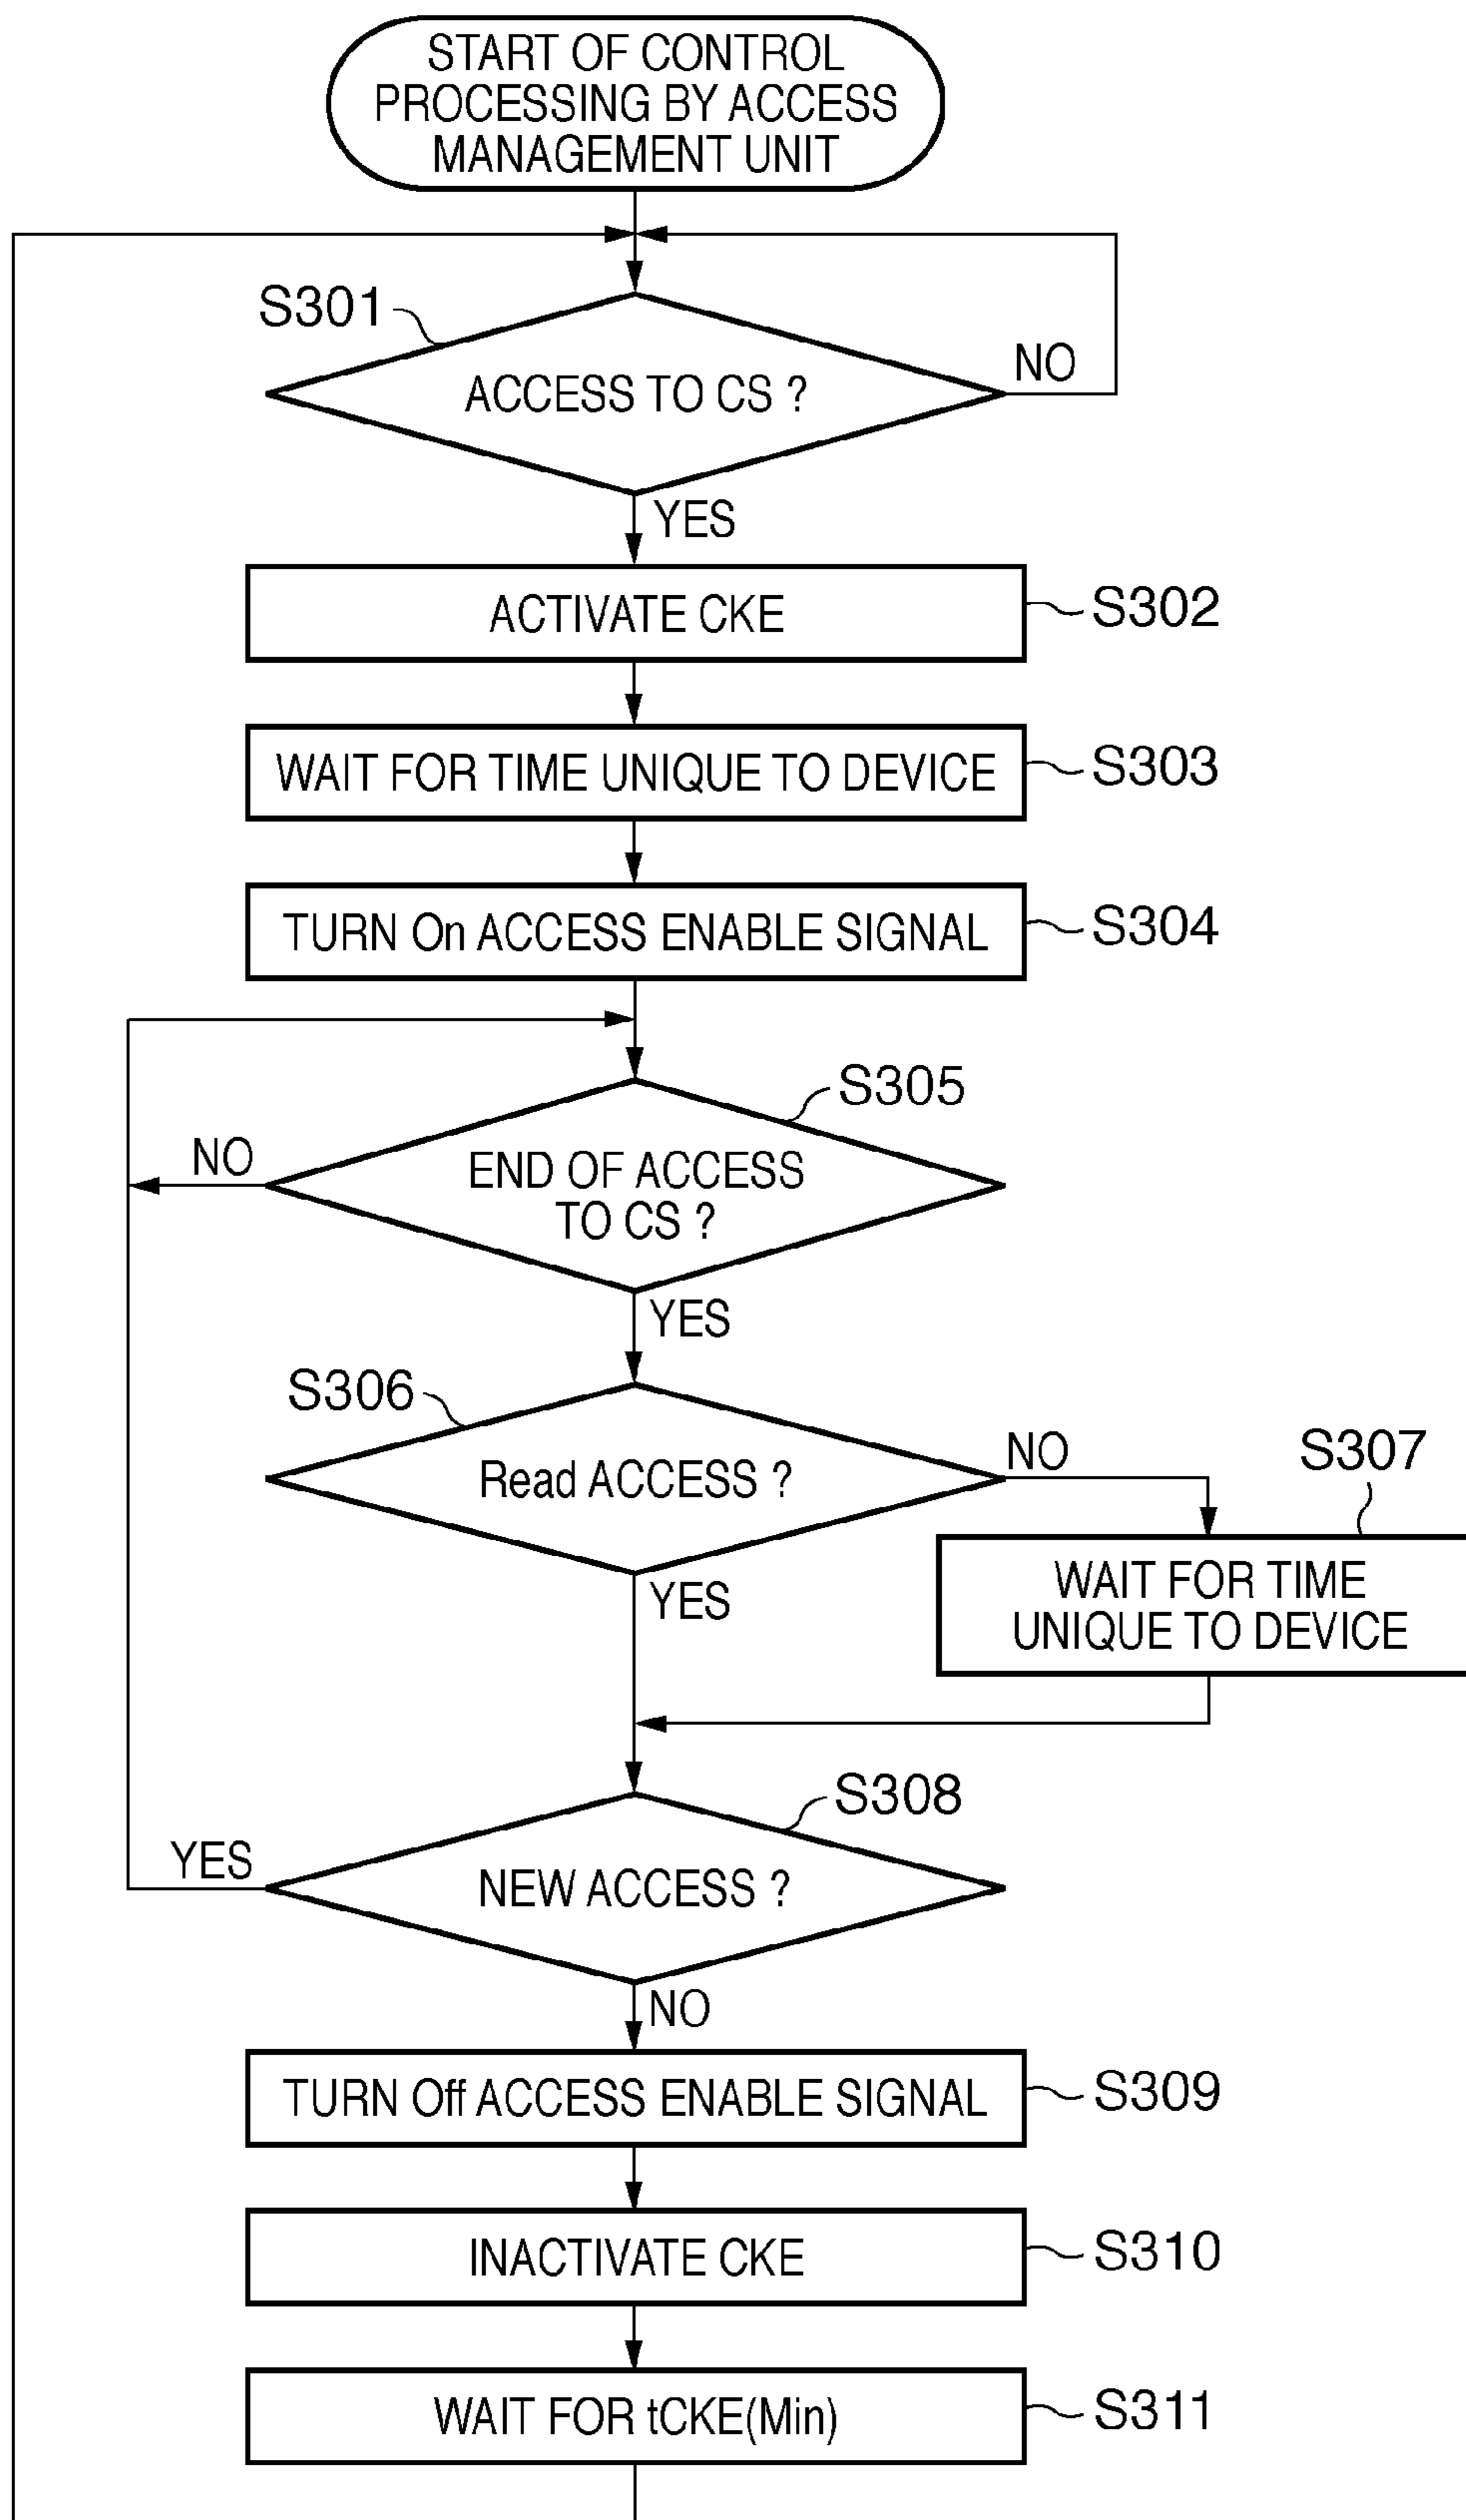 START OF CONTROL
PROCESSING BY ACCESS
MANAGEMENT UNIT
S301
ACCESS TO CS ?
NO
YES
ACTIVATE CKE
S302
WAIT FOR TIME UNIQUE TO DEVICE
S303
TURN On ACCESS ENABLE SIGNAL
S304
S305
NO
END OF ACCESS
TO CS ?
YES
S306
Read ACCESS ?
NO
S307
WAIT FOR TIME
UNIQUE TO DEVICE
YES
S308
YES
NEW ACCESS ?
NO
TURN Off ACCESS ENABLE SIGNAL
S309
INACTIVATE CKE
S310
WAIT FOR tCKE(Min)
S311